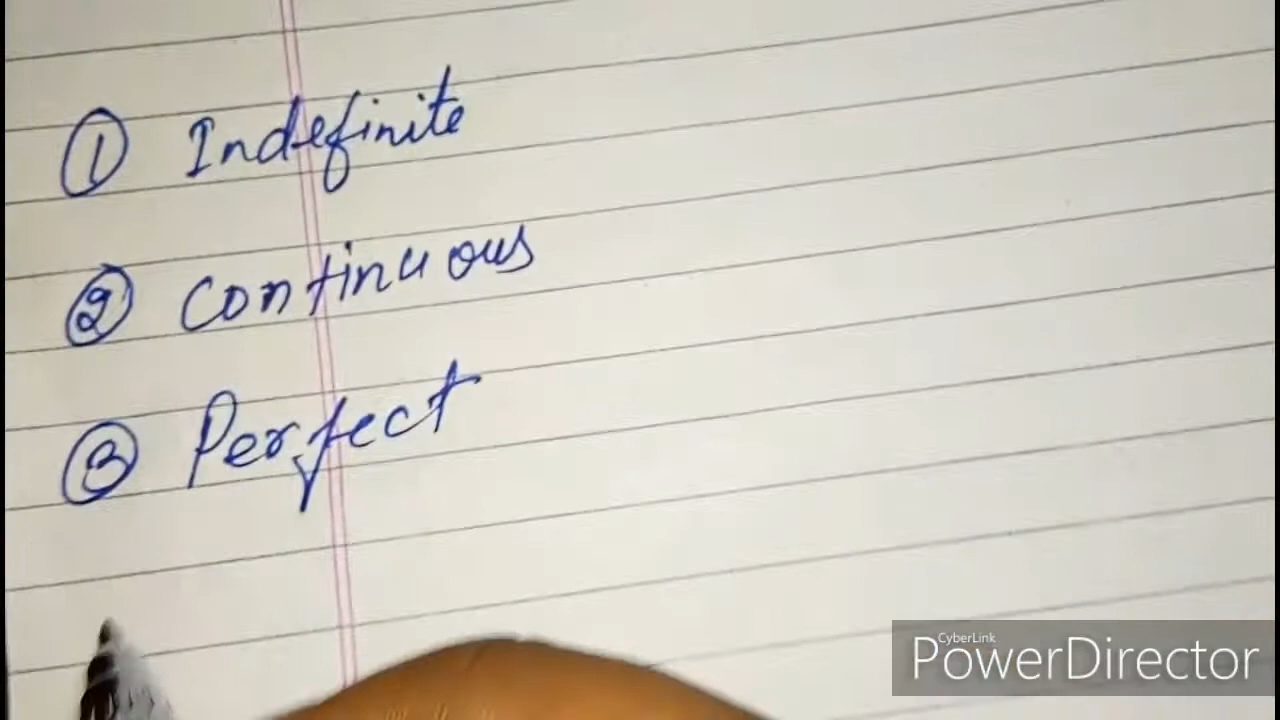 ① Indefinite
② Continuous
③ Perfect
CyberLink
PowerDirector